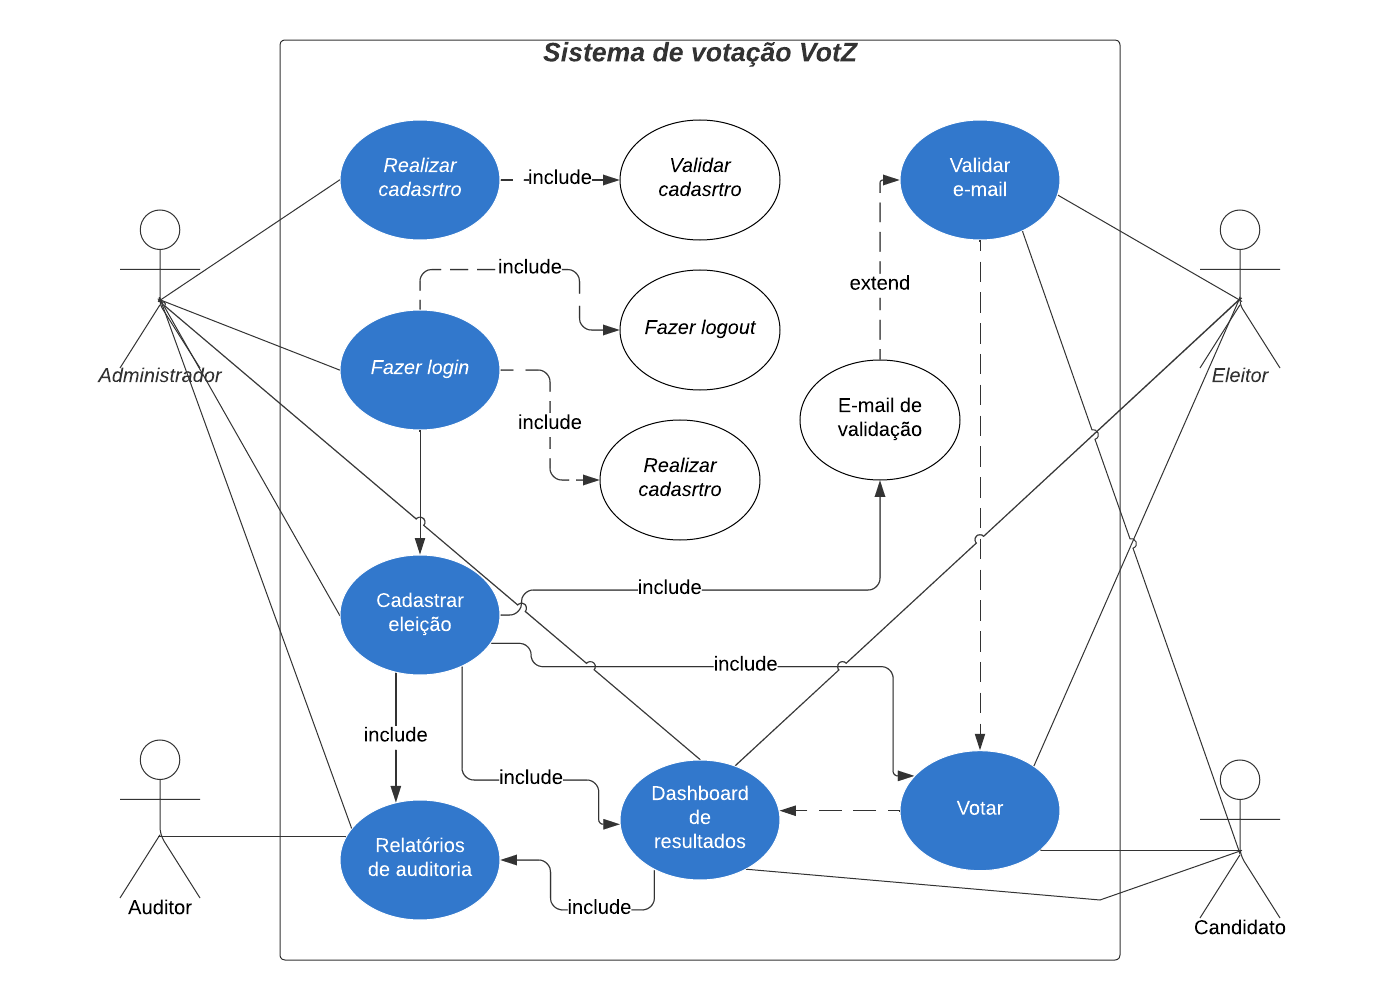 Sistema de votação VotZ
Realizar
cadasrtro
include
Validar
cadasrtro
Validar
e-mail
include
extend
Fazer logout
Fazer login
Administrador
Eleitor
include
E-mail de
validação
Realizar
cadasrtro
Cadastrar
eleição
include
include
include
include
Dashboard
de
resultados
Votar
Relatórios
de auditoria
include
Auditor
Candidato